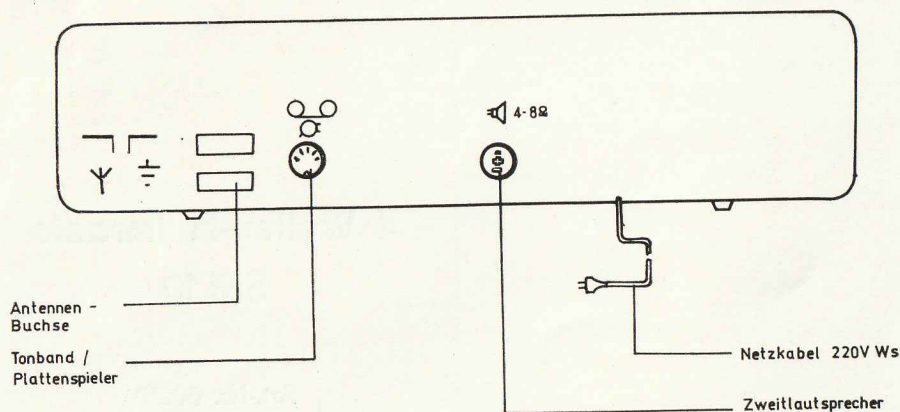 4-8Ω
Antennen -
Buchse
Tonband /
Plattenspieler
Netzkabel 220V Ws
Zweitlautsprecher